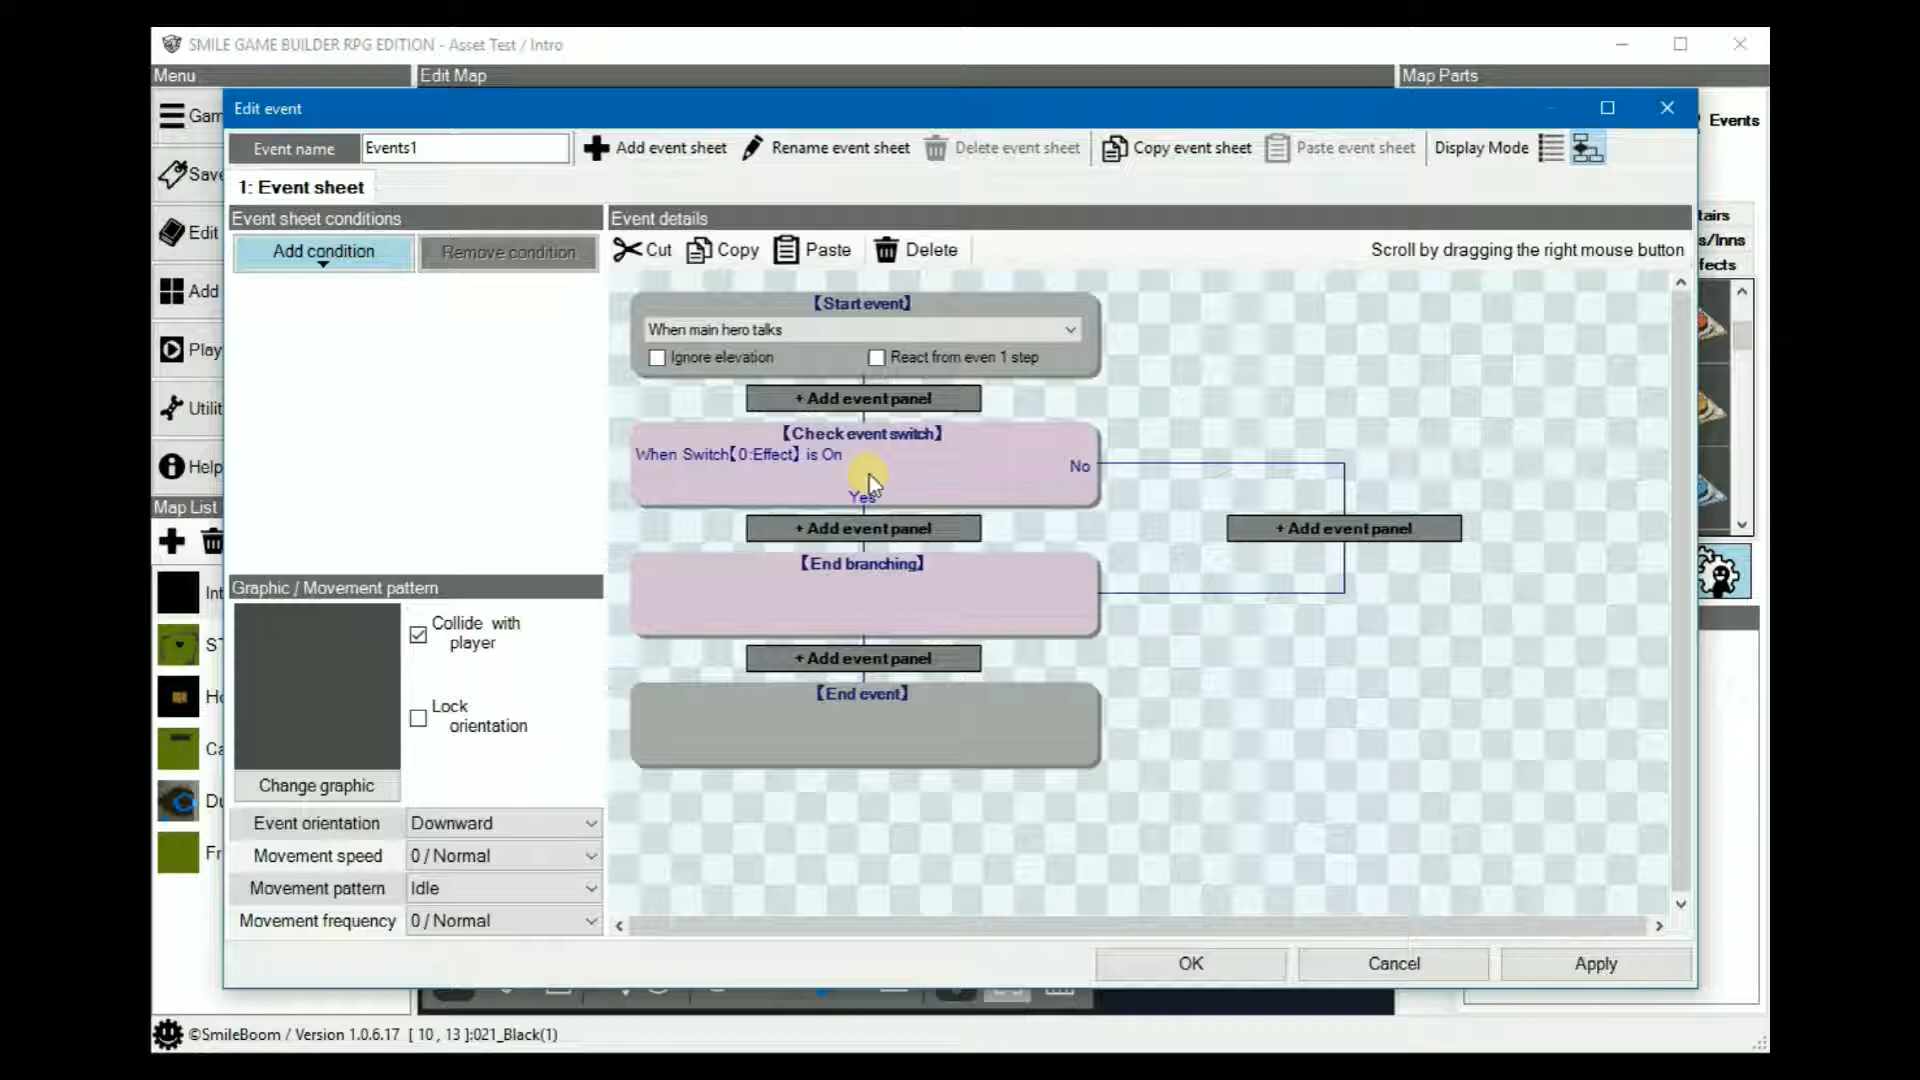 SMILE GAME BUILDER RPG EDITION - Asset Test / Intro
Menu
Edit Map
Map Parts
Edit event
Events
Event name
Events1
Add event sheet
Rename event sheet
Delete event sheet
Copy event sheet
Paste event sheet
Display Mode
1: Event sheet
Event sheet conditions
Event details
Add condition
Remove condition
Cut
Copy
Paste
Delete
Scroll by dragging the right mouse button
Add
Play
Help
Map List
【Start event】
When main hero talks
Ignore elevation
React from even 1 step
+ Add event panel
【Check event switch】
When Switch【0:Effect】 is On
No
Yes
+ Add event panel
+ Add event panel
【End branching】
+ Add event panel
【End event】
Graphic / Movement pattern
Collide with
player
Lock
orientation
Change graphic
Event orientation
Downward
Movement speed
0 / Normal
Movement pattern
Idle
Movement frequency
0 / Normal
OK
Cancel
Apply
©SmileBoom / Version 1.0.6.17 [ 10 , 13 ]:021_Black(1)